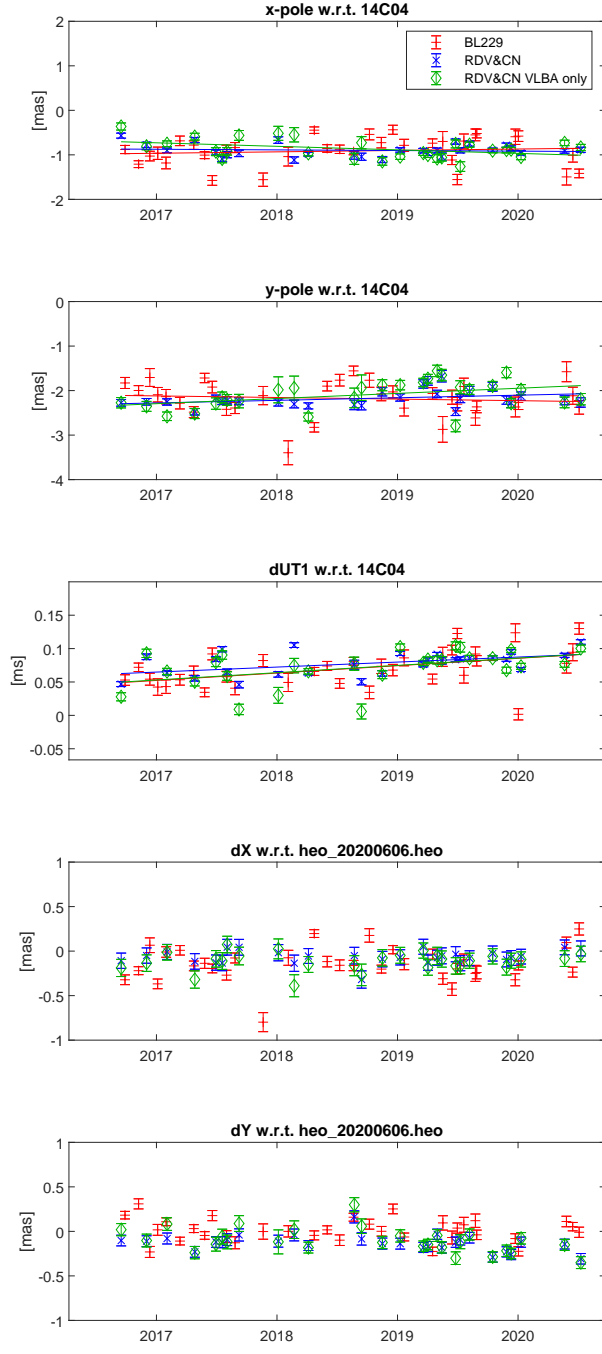 x-pole w.r.t. 14C04
BL229
RDV&CN
RDV&CN VLBA only
[mas]
0
-1
-2
2
2017 2018 2019 2020
y-pole w.r.t. 14C04
[mas]
0
-1
-2
-3
-4
2017 2018 2019 2020
dUT1 w.r.t. 14C04
[ms]
0.15
0.1
0.05
0
-0.05
2017 2018 2019 2020
dX w.r.t. heo_20200606.heo
[mas]
1
0.5
0
-0.5
-1
2017 2018 2019 2020
dY w.r.t. heo_20200606.heo
[mas]
1
0.5
0
-0.5
-1
2017 2018 2019 2020